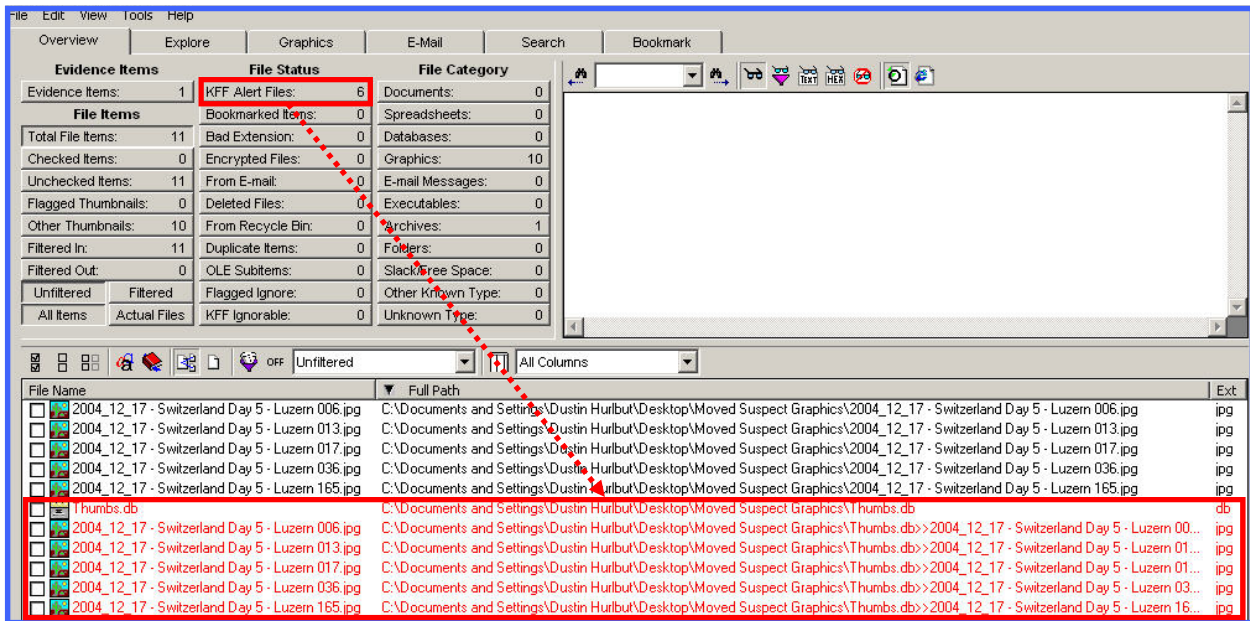 File Edit View Tools Help
Overview Explore Graphics E-Mail Search Bookmark
Evidence Items
Evidence Items: 1
File Items
Total File Items: 11
Checked Items: 0
Unchecked Items: 11
Flagged Thumbnails: 0
Other Thumbnails: 10
Filtered In: 11
Filtered Out: 0
Unfiltered Filtered
All Items Actual Files
File Status
KFF Alert Files: 6
Bookmarked Items: 0
Bad Extension: 0
Encrypted Files: 0
From E-mail: 0
Deleted Files: 0
From Recycle Bin: 0
Duplicate Items: 0
OLE Subitems: 0
Flagged Ignore: 0
KFF Ignorable: 0
File Category
Documents: 0
Spreadsheets: 0
Databases: 0
Graphics: 10
E-mail Messages: 0
Executables: 0
Archives: 1
Folders: 0
Slack/Free Space: 0
Other Known Type: 0
Unknown Type: 0
TEXT HEX
OFF Unfiltered All Columns
File Name Full Path Ext
2004_12_17 - Switzerland Day 5 - Luzern 006.jpg C:\Documents and Settings\Dustin Hurlbut\Desktop\Moved Suspect Graphics\2004_12_17 - Switzerland Day 5 - Luzern 006.jpg jpg
2004_12_17 - Switzerland Day 5 - Luzern 013.jpg C:\Documents and Settings\Dustin Hurlbut\Desktop\Moved Suspect Graphics\2004_12_17 - Switzerland Day 5 - Luzern 013.jpg jpg
2004_12_17 - Switzerland Day 5 - Luzern 017.jpg C:\Documents and Settings\Dustin Hurlbut\Desktop\Moved Suspect Graphics\2004_12_17 - Switzerland Day 5 - Luzern 017.jpg jpg
2004_12_17 - Switzerland Day 5 - Luzern 036.jpg C:\Documents and Settings\Dustin Hurlbut\Desktop\Moved Suspect Graphics\2004_12_17 - Switzerland Day 5 - Luzern 036.jpg jpg
2004_12_17 - Switzerland Day 5 - Luzern 165.jpg C:\Documents and Settings\Dustin Hurlbut\Desktop\Moved Suspect Graphics\2004_12_17 - Switzerland Day 5 - Luzern 165.jpg jpg
Thumbs.db C:\Documents and Settings\Dustin Hurlbut\Desktop\Moved Suspect Graphics\Thumbs.db db
2004_12_17 - Switzerland Day 5 - Luzern 006.jpg C:\Documents and Settings\Dustin Hurlbut\Desktop\Moved Suspect Graphics\Thumbs.db>>2004_12_17 - Switzerland Day 5 - Luzern 00... jpg
2004_12_17 - Switzerland Day 5 - Luzern 013.jpg C:\Documents and Settings\Dustin Hurlbut\Desktop\Moved Suspect Graphics\Thumbs.db>>2004_12_17 - Switzerland Day 5 - Luzern 01... jpg
2004_12_17 - Switzerland Day 5 - Luzern 017.jpg C:\Documents and Settings\Dustin Hurlbut\Desktop\Moved Suspect Graphics\Thumbs.db>>2004_12_17 - Switzerland Day 5 - Luzern 01... jpg
2004_12_17 - Switzerland Day 5 - Luzern 036.jpg C:\Documents and Settings\Dustin Hurlbut\Desktop\Moved Suspect Graphics\Thumbs.db>>2004_12_17 - Switzerland Day 5 - Luzern 03... jpg
2004_12_17 - Switzerland Day 5 - Luzern 165.jpg C:\Documents and Settings\Dustin Hurlbut\Desktop\Moved Suspect Graphics\Thumbs.db>>2004_12_17 - Switzerland Day 5 - Luzern 16... jpg